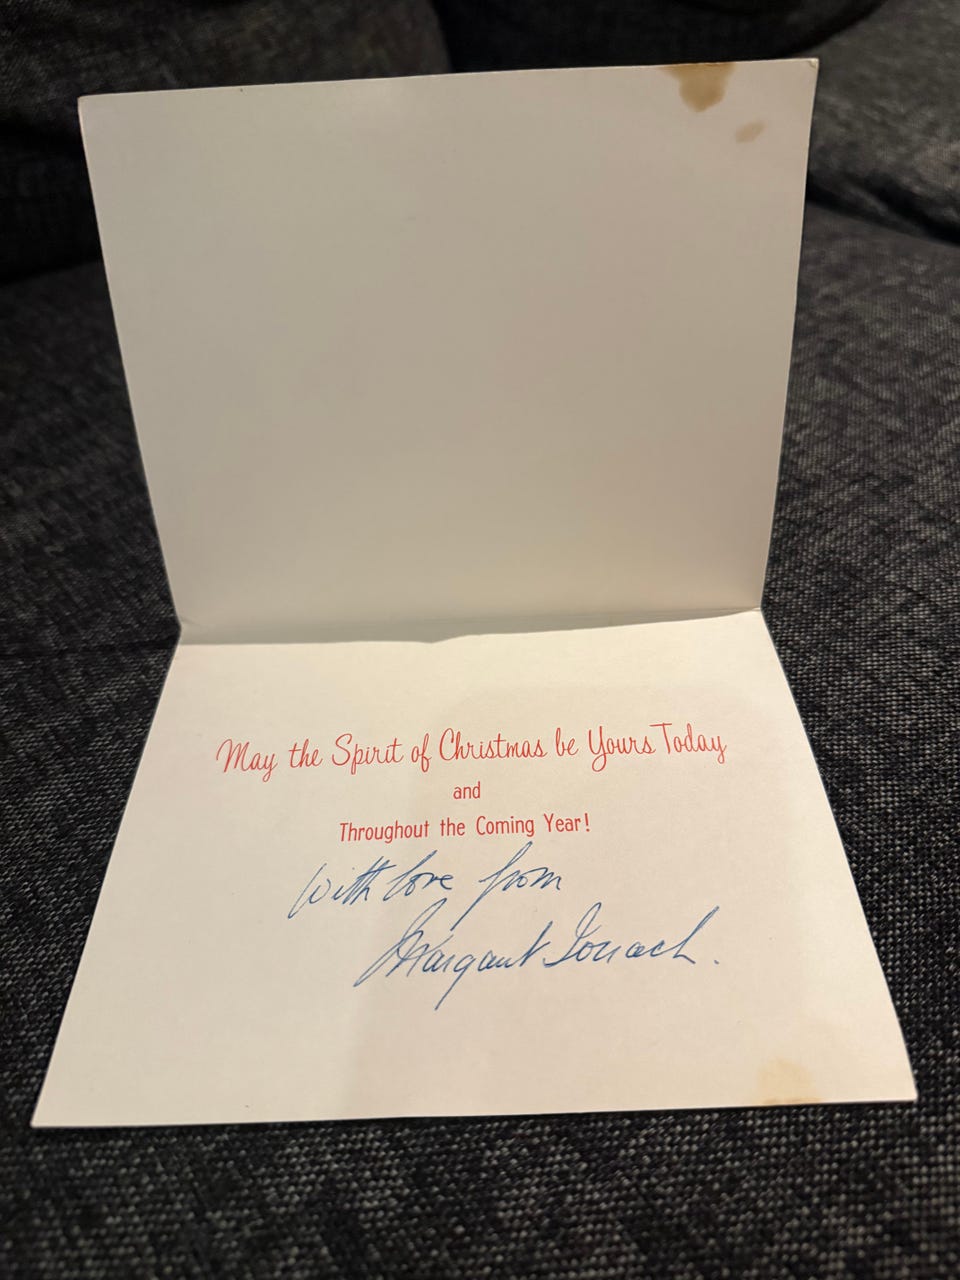 May the Spirit of Christmas be Yours Today
and
Throughout the Coming Year!
With love from
Margaret